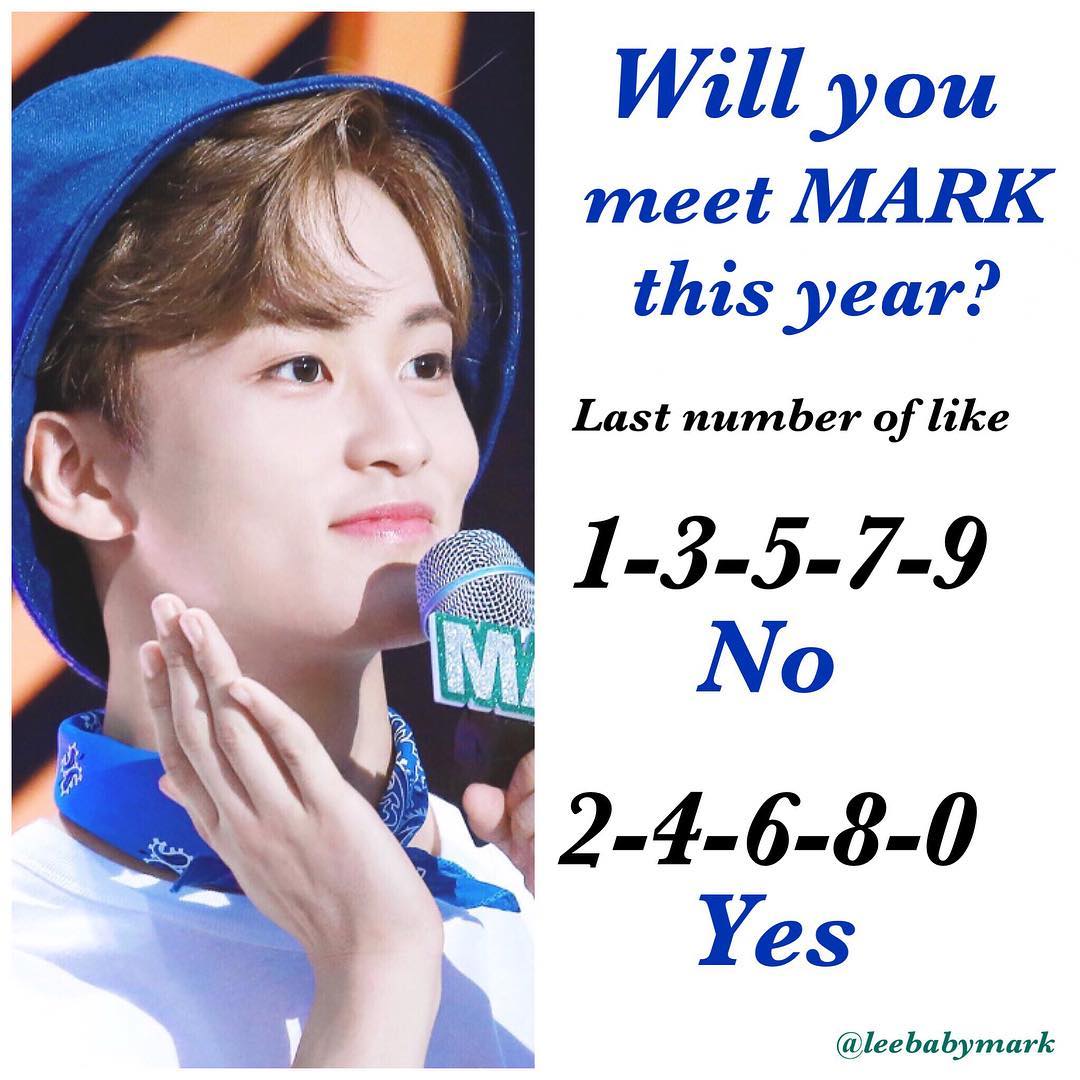 Will you
meet MARK
this year?
Last number of like
1-3-5-7-9
No
2-4-6-8-0
Yes
@leebabymark